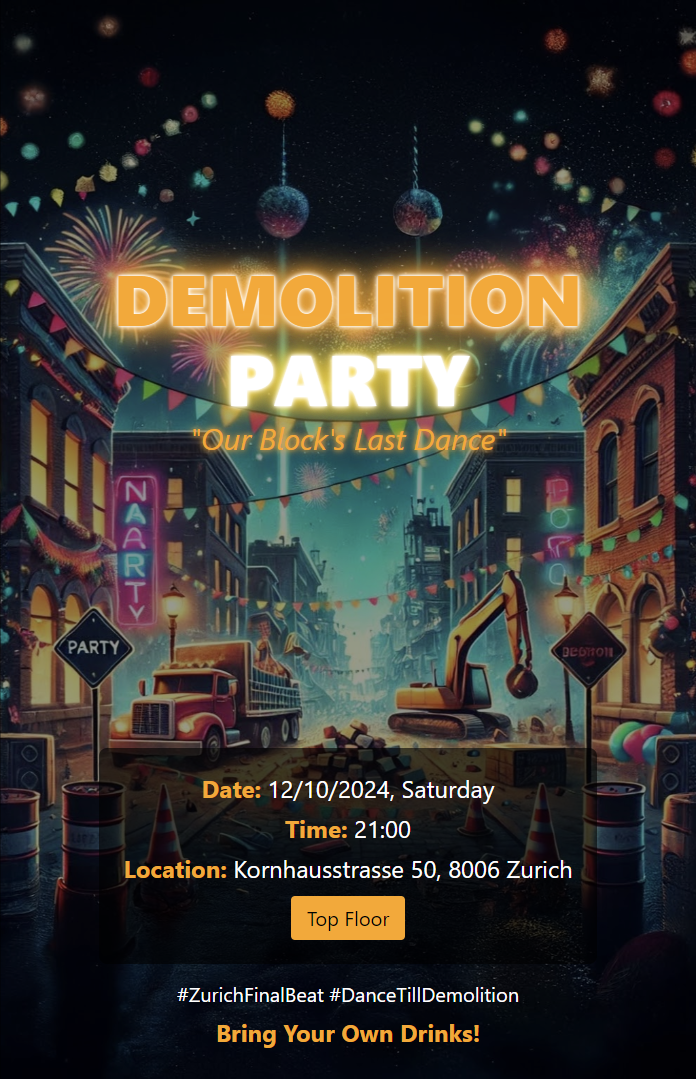 DEMOLITION
PARTY
"Our Block's Last Dance"
NAARTY
PARTY
Date: 12/10/2024, Saturday
Time: 21:00
Location: Kornhausstrasse 50, 8006 Zurich
Top Floor
#ZurichFinalBeat #DanceTillDemolition
Bring Your Own Drinks!